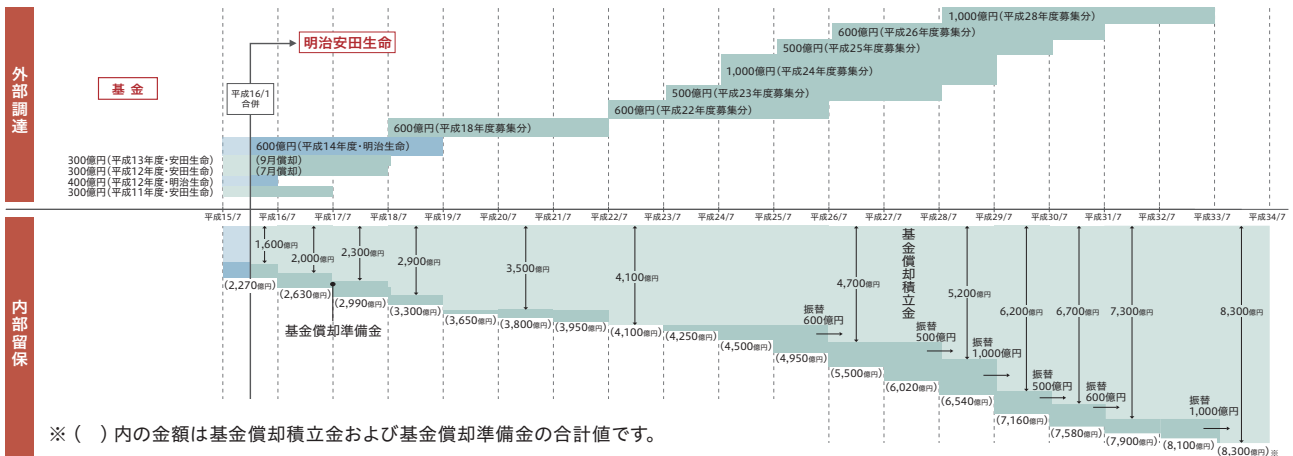 外部調達
基金
平成16/1
合併
明治安田生命
1,000億円(平成28年度募集分)
600億円(平成26年度募集分)
500億円(平成25年度募集分)
1,000億円(平成24年度募集分)
500億円(平成23年度募集分)
600億円(平成22年度募集分)
600億円(平成18年度募集分)
600億円(平成14年度・明治生命)
300億円(平成13年度・安田生命)
(9月償却)
300億円(平成12年度・安田生命)
(7月償却)
400億円(平成12年度・明治生命)
300億円(平成11年度・安田生命)
平成15/7 平成16/7 平成17/7 平成18/7 平成19/7 平成20/7 平成21/7 平成22/7 平成23/7 平成24/7 平成25/7 平成26/7 平成27/7 平成28/7 平成29/7 平成30/7 平成31/7 平成32/7 平成33/7 平成34/7
内部留保
1,600億円
2,000億円
2,300億円
2,900億円
3,500億円
4,100億円
4,700億円
基金償却積立金
5,200億円
6,200億円
6,700億円
7,300億円
8,300億円
(2,270億円)
(2,630億円)
(2,990億円)
(3,300億円)
(3,650億円)
(3,800億円)
(3,950億円)
(4,100億円)
(4,250億円)
(4,500億円)
(4,950億円)
(5,500億円)
(6,020億円)
(6,540億円)
(7,160億円)
(7,580億円)
(7,900億円)
(8,100億円)
(8,300億円)※
基金償却準備金
振替
600億円
振替
500億円
振替
1,000億円
振替
500億円
振替
600億円
振替
1,000億円
※( )内の金額は基金償却積立金および基金償却準備金の合計値です。